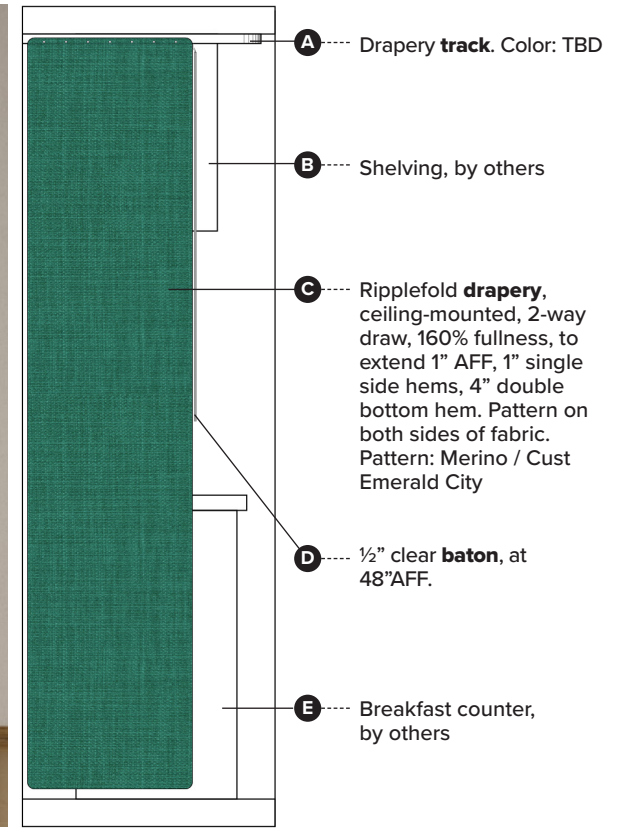 A Drapery track. Color: TBD
B Shelving, by others
C Ripplefold drapery,
ceiling-mounted, 2-way
draw, 160% fullness, to
extend 1” AFF, 1” single
side hems, 4” double
bottom hem. Pattern on
both sides of fabric.
Pattern: Merino / Cust
Emerald City
D ½” clear baton, at
48”AFF.
E Breakfast counter,
by others